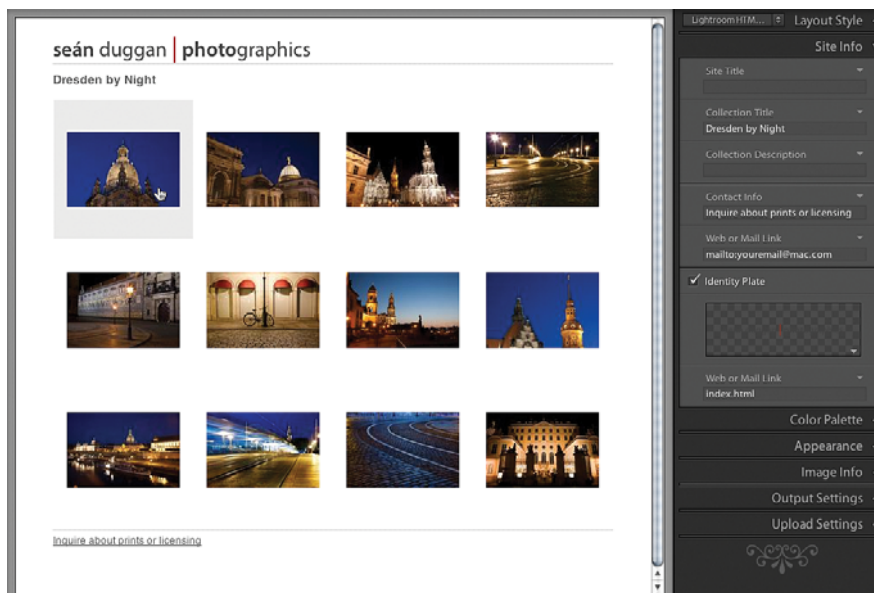 seán duggan | photographics
Dresden by Night
Inquire about prints or licensing
Lightroom HTM... Layout Style
Site Info
Site Title
Collection Title
Dresden by Night
Collection Description
Contact Info
Inquire about prints or licensing
Web or Mail Link
mailto:youremail@mac.com
Identity Plate
Web or Mail Link
index.html
Color Palette
Appearance
Image Info
Output Settings
Upload Settings